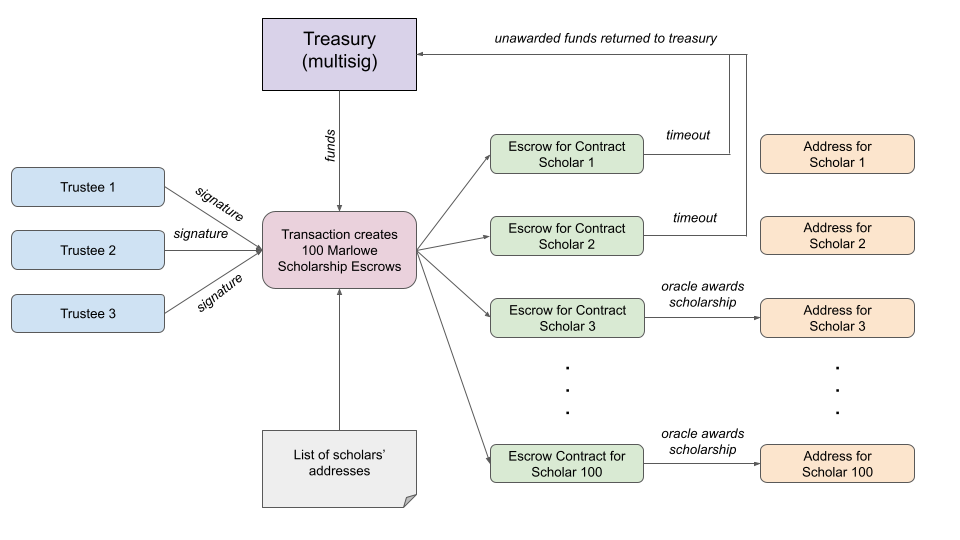 Treasury
(multisig)
unawarded funds returned to treasury
funds
timeout
Escrow for Contract
Scholar 1
Address for
Scholar 1
Trustee 1
signature
Trustee 2
signature
Trustee 3
signature
Transaction creates
100 Marlowe
Scholarship Escrows
timeout
Escrow for Contract
Scholar 2
Address for
Scholar 2
oracle awards
scholarship
Escrow for Contract
Scholar 3
Address for
Scholar 3
.
.
.
.
.
.
List of scholars’
addresses
oracle awards
scholarship
Escrow Contract for
Scholar 100
Address for
Scholar 100